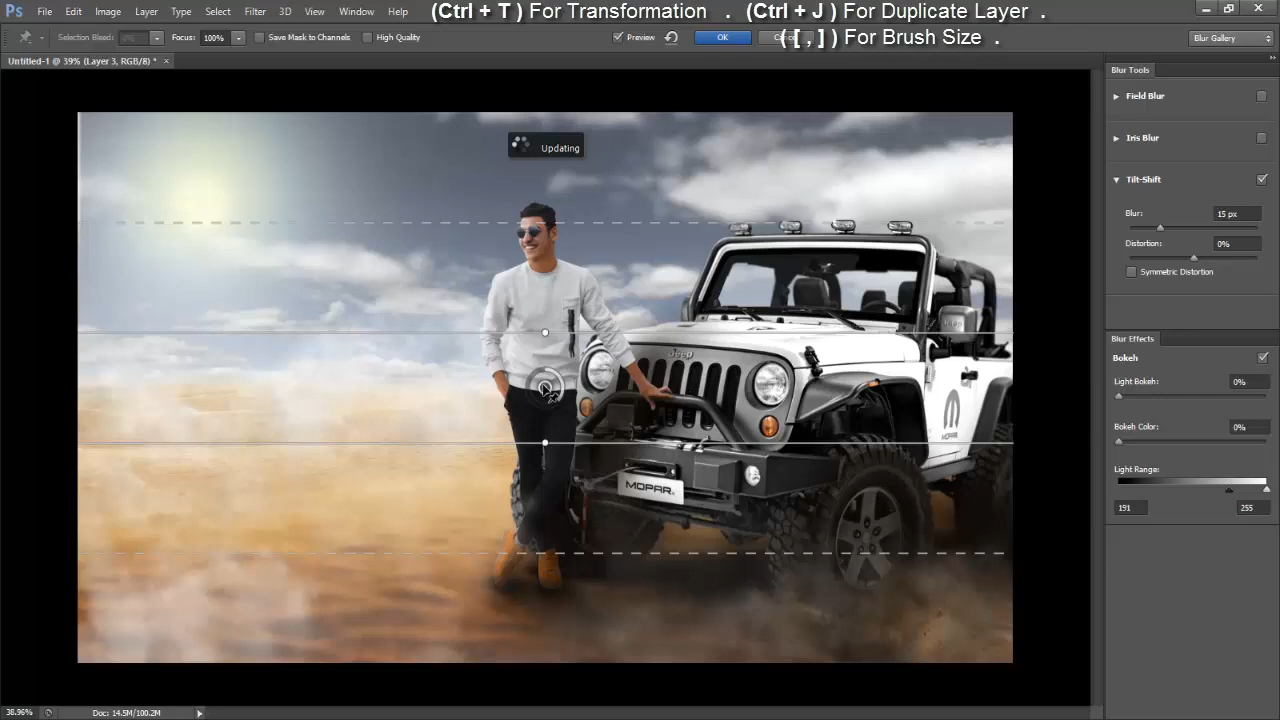 Ps File Edit Image Layer Type Select Filter 3D View Window Help
(Ctrl + T ) For Transformation . (Ctrl + J ) For Duplicate Layer .
( [ , ] ) For Brush Size .
Selection Bleed: Focus: 100% Save Mask to Channels High Quality Preview OK Blur Gallery
Untitled-1 @ 39% (Layer 3, RGB/8) * ×
Blur Tools
Field Blur
Iris Blur
Tilt-Shift
Blur: 15 px
Distortion: 0%
Symmetric Distortion
Blur Effects
Bokeh
Light Bokeh: 0%
Bokeh Color: 0%
Light Range:
191 255
Updating
Jeep
MOPAR
MOPAR
38.96% Doc: 14.5M/100.2M